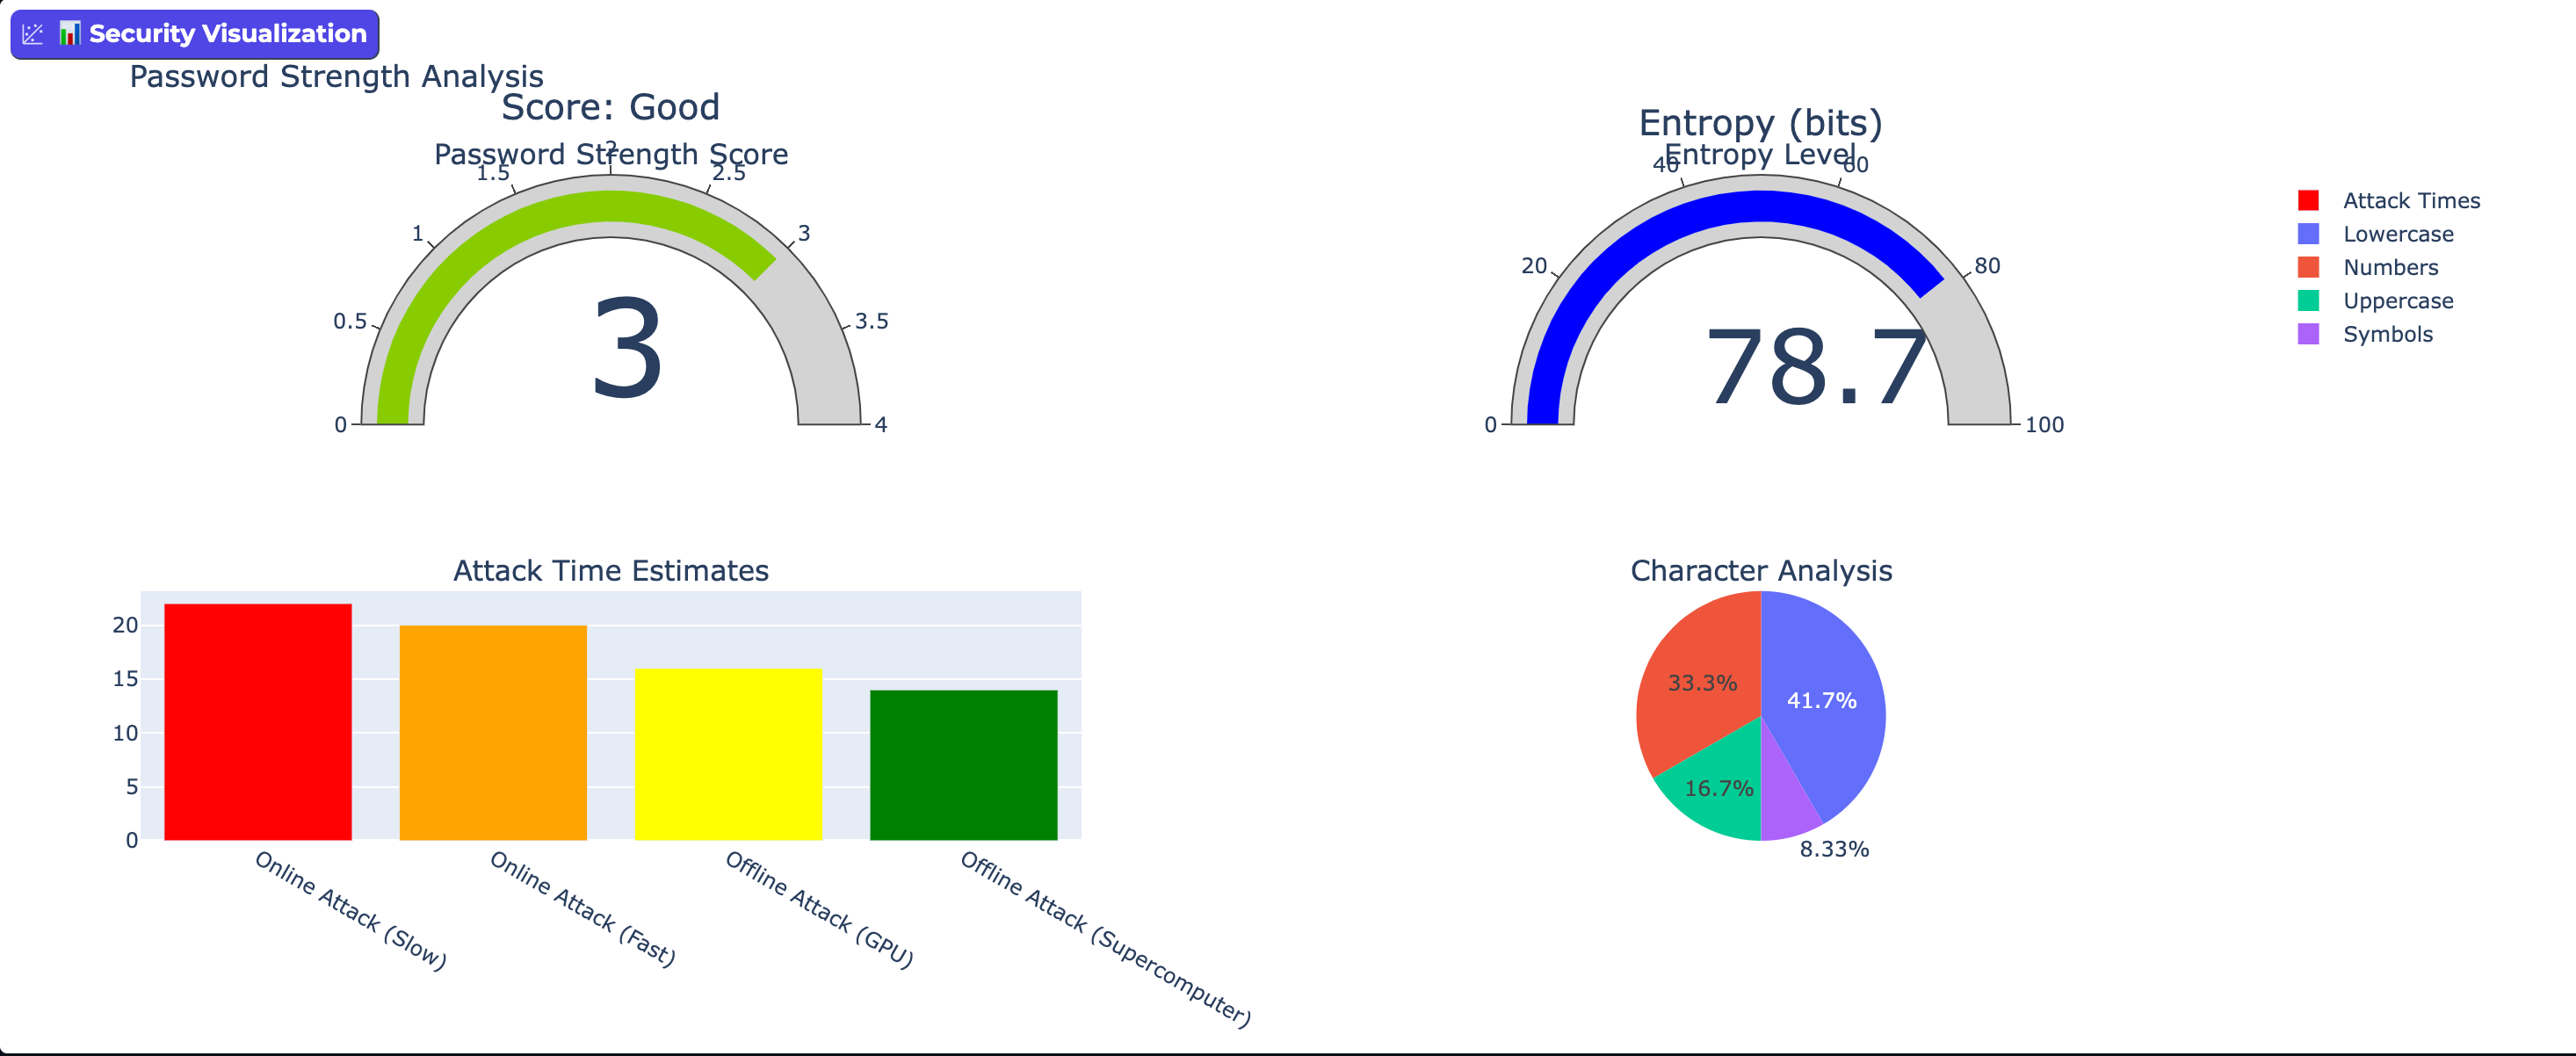 Security Visualization
Password Strength Analysis
Score: Good
Password Strength Score
0
0.5
1
1.5
2
2.5
3
3.5
4
3
Entropy (bits)
Entropy Level
0
20
40
60
80
100
78.7
Attack Times
Lowercase
Numbers
Uppercase
Symbols
Attack Time Estimates
20
15
10
5
0
Online Attack (Slow)
Online Attack (Fast)
Offline Attack (GPU)
Offline Attack (Supercomputer)
Character Analysis
33.3%
41.7%
16.7%
8.33%